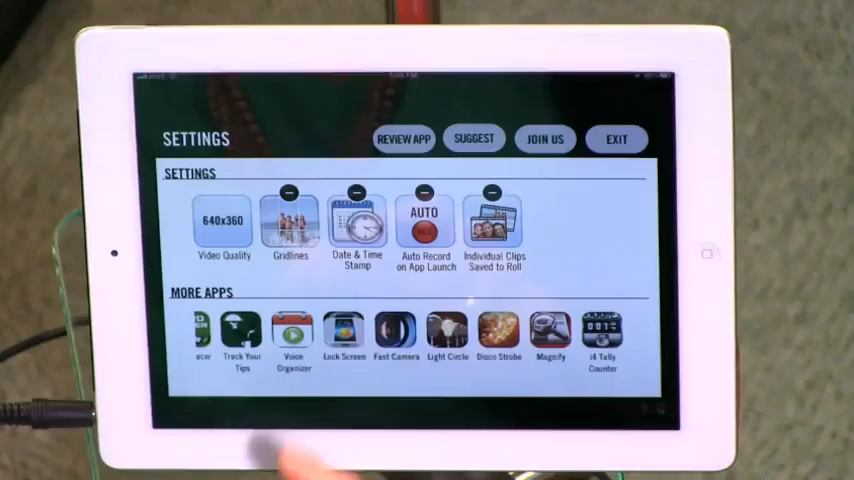 SETTINGS
REVIEW APP
SUGGEST
JOIN US
EXIT
SETTINGS
640x360
AUTO
REC
Video Quality
Gridlines
Date & Time
Stamp
Auto Record
on App Launch
Individual Clips
Saved to Roll
MORE APPS
Track Your
Tips
Voice
Organizer
Lock Screen
Fast Camera
Light Circle
Disco Strobe
Magnify
i4 Tally
Counter